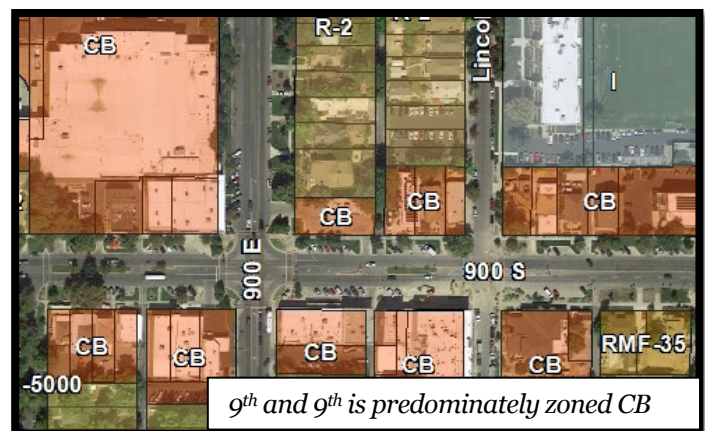 R-2
CB
Linco
I
CB
CB
CB
900 E
900 S
CB
CB
CB
CB
CB
RMF-35
-5000
9th and 9th is predominately zoned CB